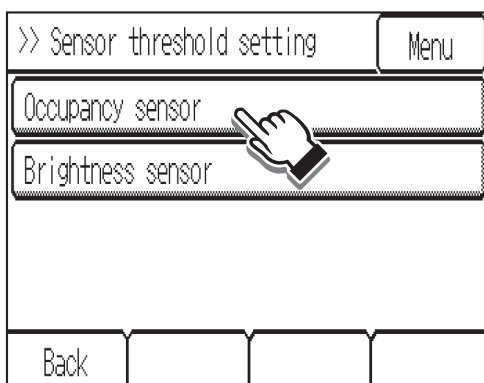 >> Sensor threshold setting Menu
Occupancy sensor
Brightness sensor
Back